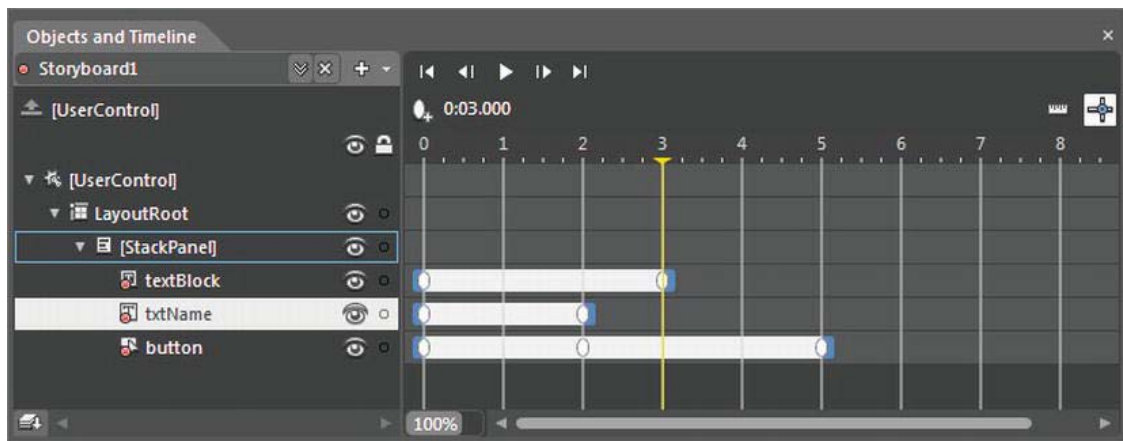 Objects and Timeline
Storyboard1
[UserControl]
0:03.000
0 1 2 3 4 5 6 7 8
[UserControl]
LayoutRoot
[StackPanel]
textBlock
txtName
button
100%